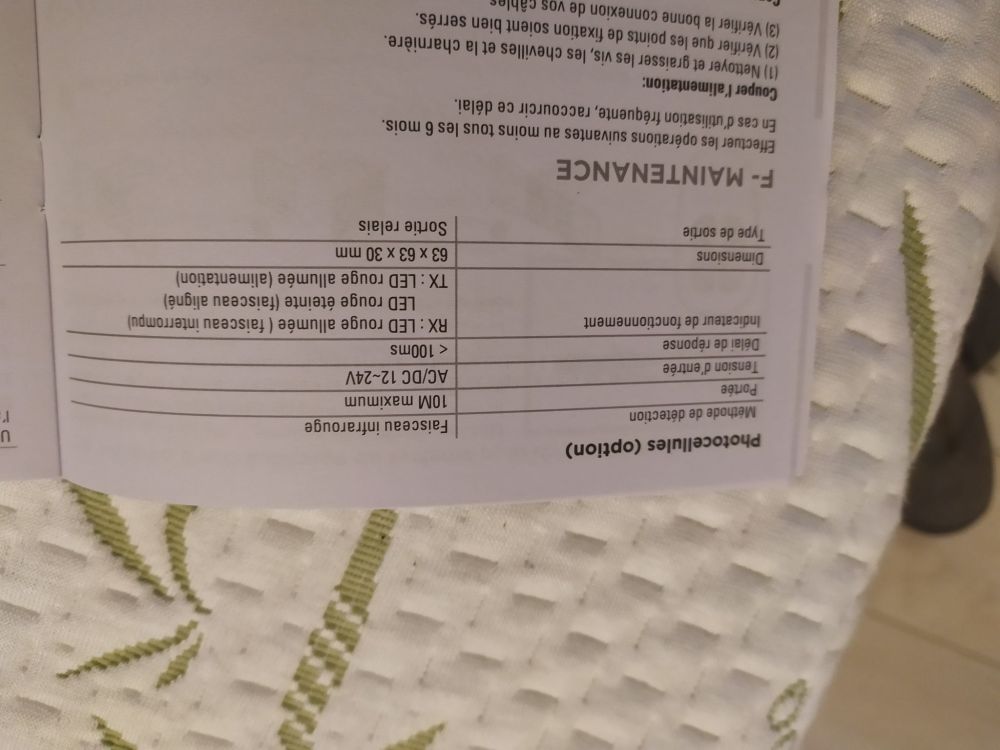 Photocellules (option)
Méthode de détection Faisceau infrarouge
Portée 10M maximum
Tension d'entrée AC/DC 12~24V
Délai de réponse < 100ms
Indicateur de fonctionnement RX : LED rouge allumée ( faisceau interrompu)
LED rouge éteinte (faisceau aligné)
TX : LED rouge allumée (alimentation)
Dimensions 63 x 63 x 30 mm
Type de sortie Sortie relais
F- MAINTENANCE
Effectuer les opérations suivantes au moins tous les 6 mois.
En cas d'utilisation fréquente, raccourcir ce délai.
Couper l'alimentation:
(1) Nettoyer et graisser les vis, les chevilles et la charnière.
(2) Vérifier que les points de fixation soient bien serrés.
(3) Vérifier la bonne connexion de vos câbles